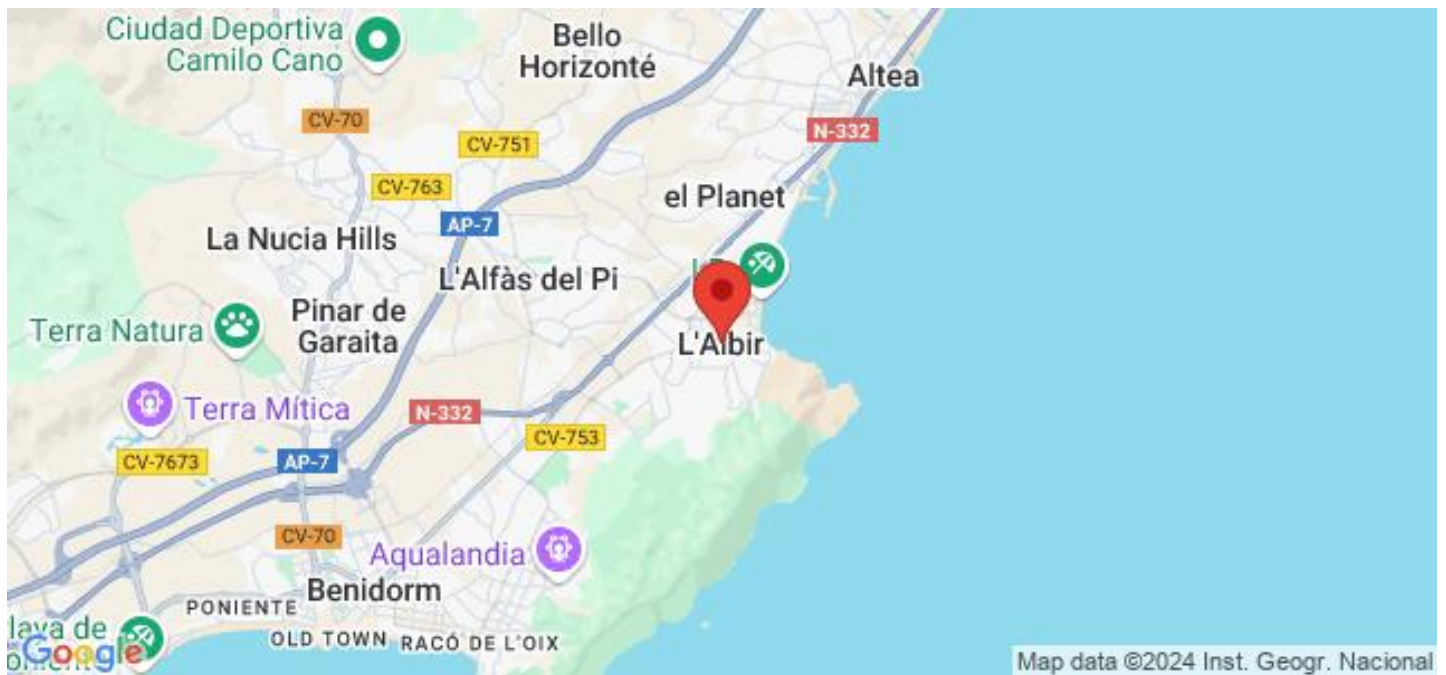 Ciudad Deportiva
Camilo Cano
Bello
Horizonté
Altea
CV-70
N-332
CV-751
CV-763
el Planet
AP-7
La Nucia Hills
L'Alfàs del Pi
Pinar de
Garaita
Terra Natura
L'Albir
Terra Mítica
N-332
CV-753
CV-7673
AP-7
CV-70
Aqualandia
Benidorm
PONIENTE
OLD TOWN
RACÓ DE L'OIX
laya de
Google
Map data ©2024 Inst. Geogr. Nacional